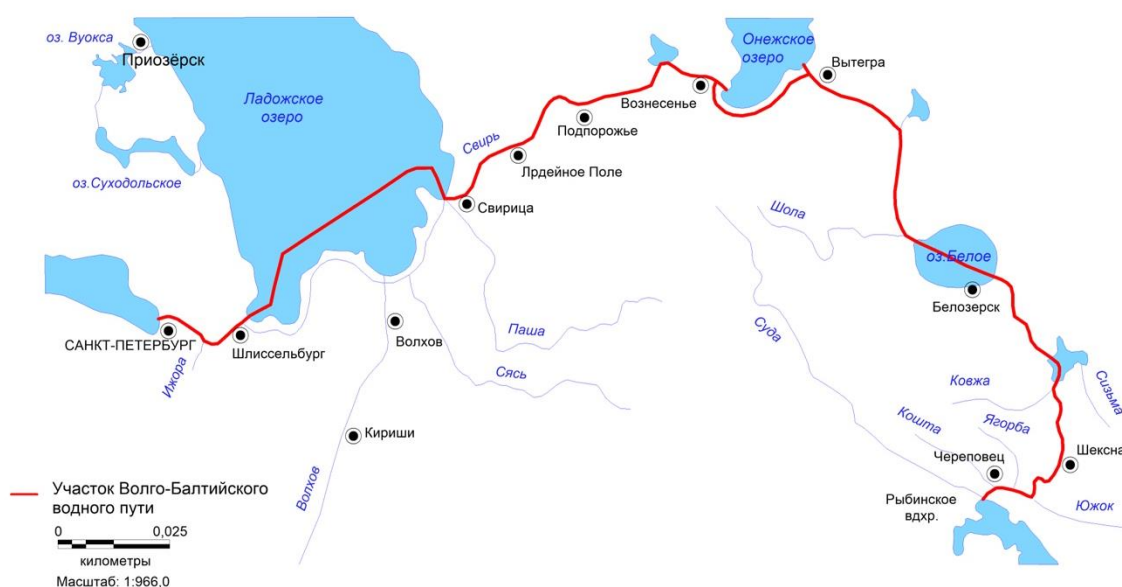 оз. Вуокса
Приозёрск
Ладожское
озеро
оз.Суходольское
Онежское
озеро
Вытегра
Вознесенье
Подпорожье
Свирь
Лрдейное Поле
Свирица
Шола
оз.Белое
Белозерск
САНКТ-ПЕТЕРБУРГ
Шлиссельбург
Ижора
Волхов
Паша
Сясь
Суда
Кириши
Волхов
Ковжа
Сизьма
Кошта
Ягорба
Череповец
Шексна
Рыбинское
вдхр.
Южок
Участок Волго-Балтийского
водного пути
0 0,025
километры
Масштаб: 1:966,0